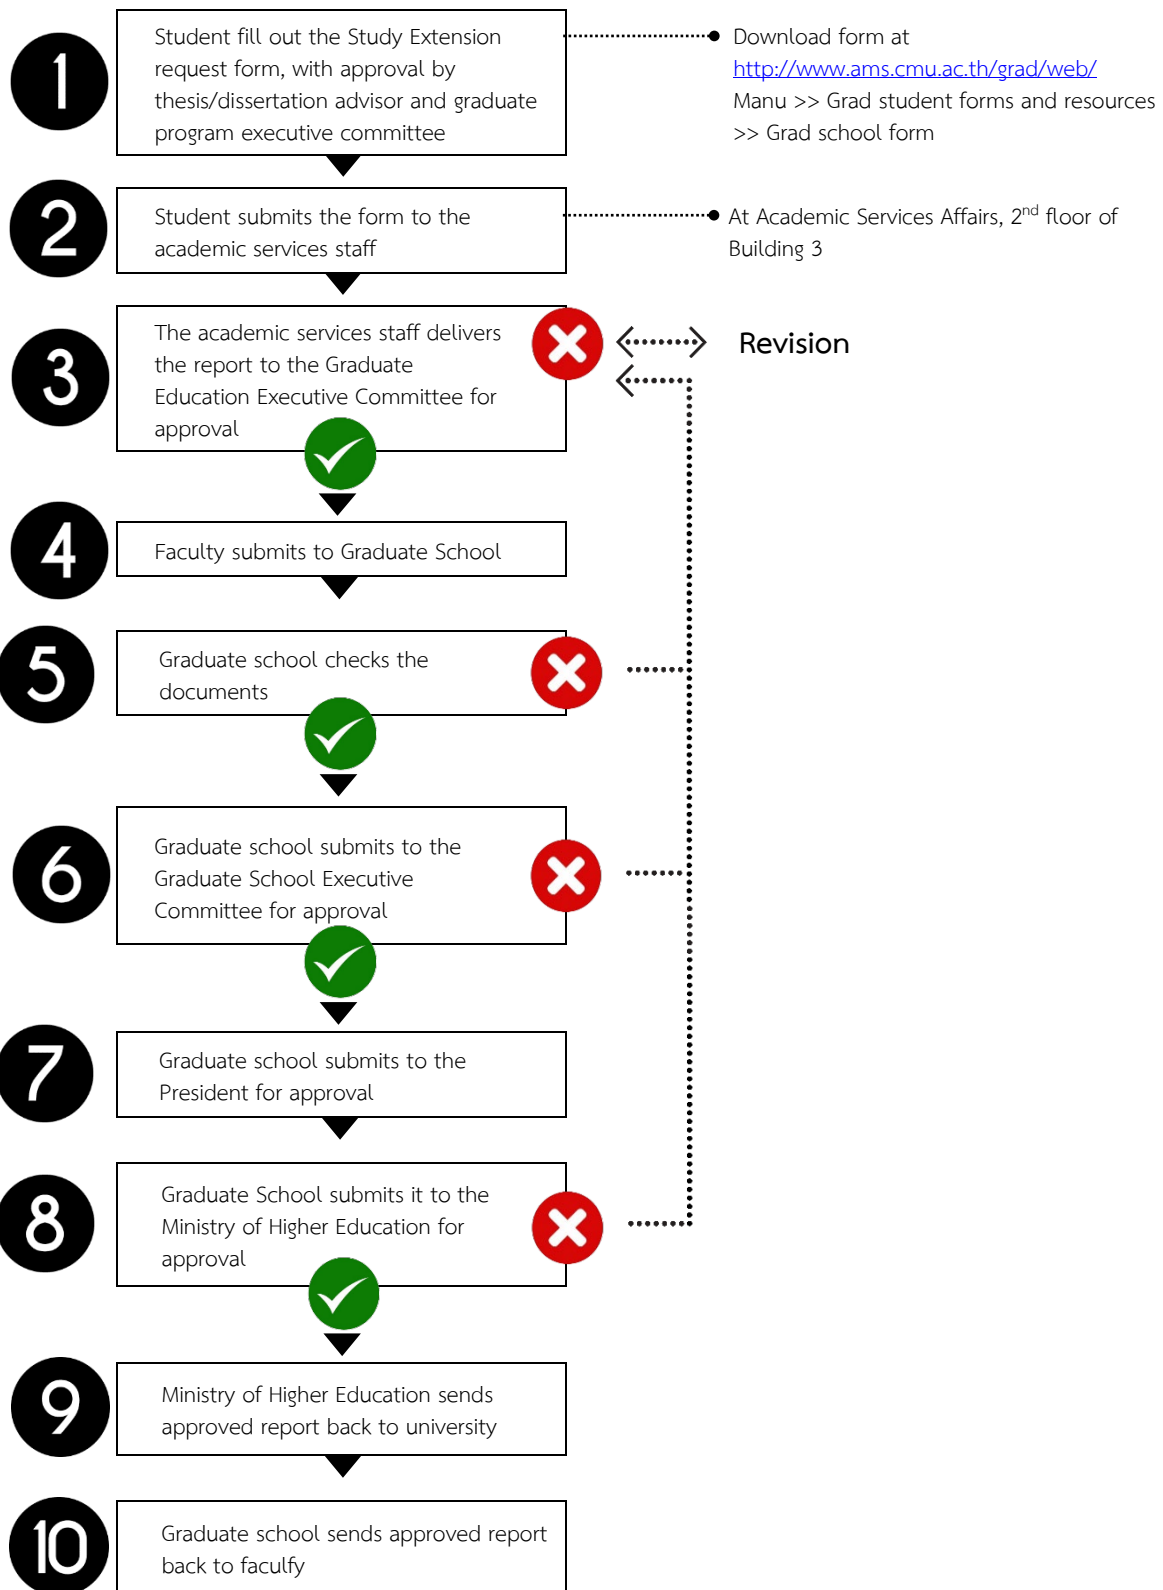 1
Student fill out the Study Extension
request form, with approval by
thesis/dissertation advisor and graduate
program executive committee
Download form at
http://www.ams.cmu.ac.th/grad/web/
Manu >> Grad student forms and resources
>> Grad school form
2
Student submits the form to the
academic services staff
At Academic Services Affairs, 2nd floor of
Building 3
3
The academic services staff delivers
the report to the Graduate
Education Executive Committee for
approval
Revision
4
Faculty submits to Graduate School
5
Graduate school checks the
documents
6
Graduate school submits to the
Graduate School Executive
Committee for approval
7
Graduate school submits to the
President for approval
8
Graduate School submits it to the
Ministry of Higher Education for
approval
9
Ministry of Higher Education sends
approved report back to university
10
Graduate school sends approved report
back to faculfy